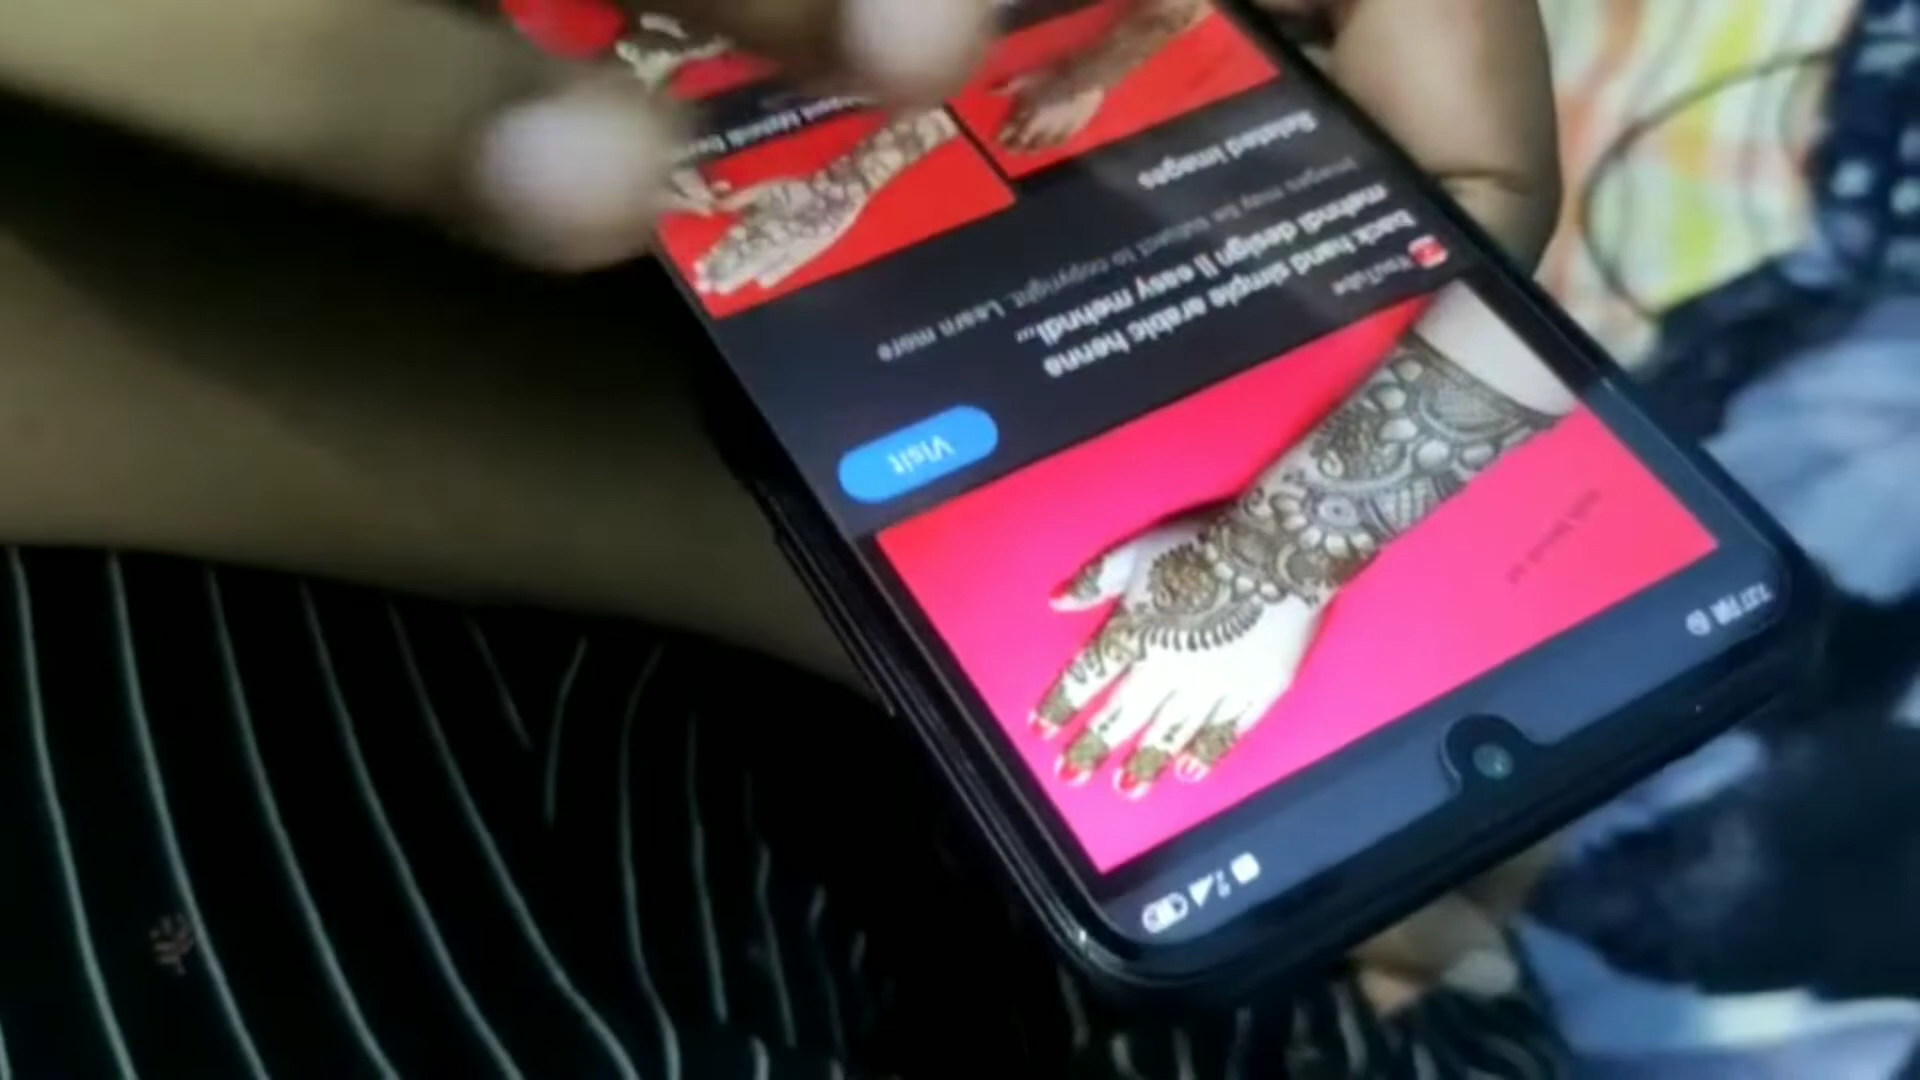 YouTube
back hand simple arabic henna
mehndi design || easy mehndi...
Images may be subject to copyright. Learn more
Visit
Related images